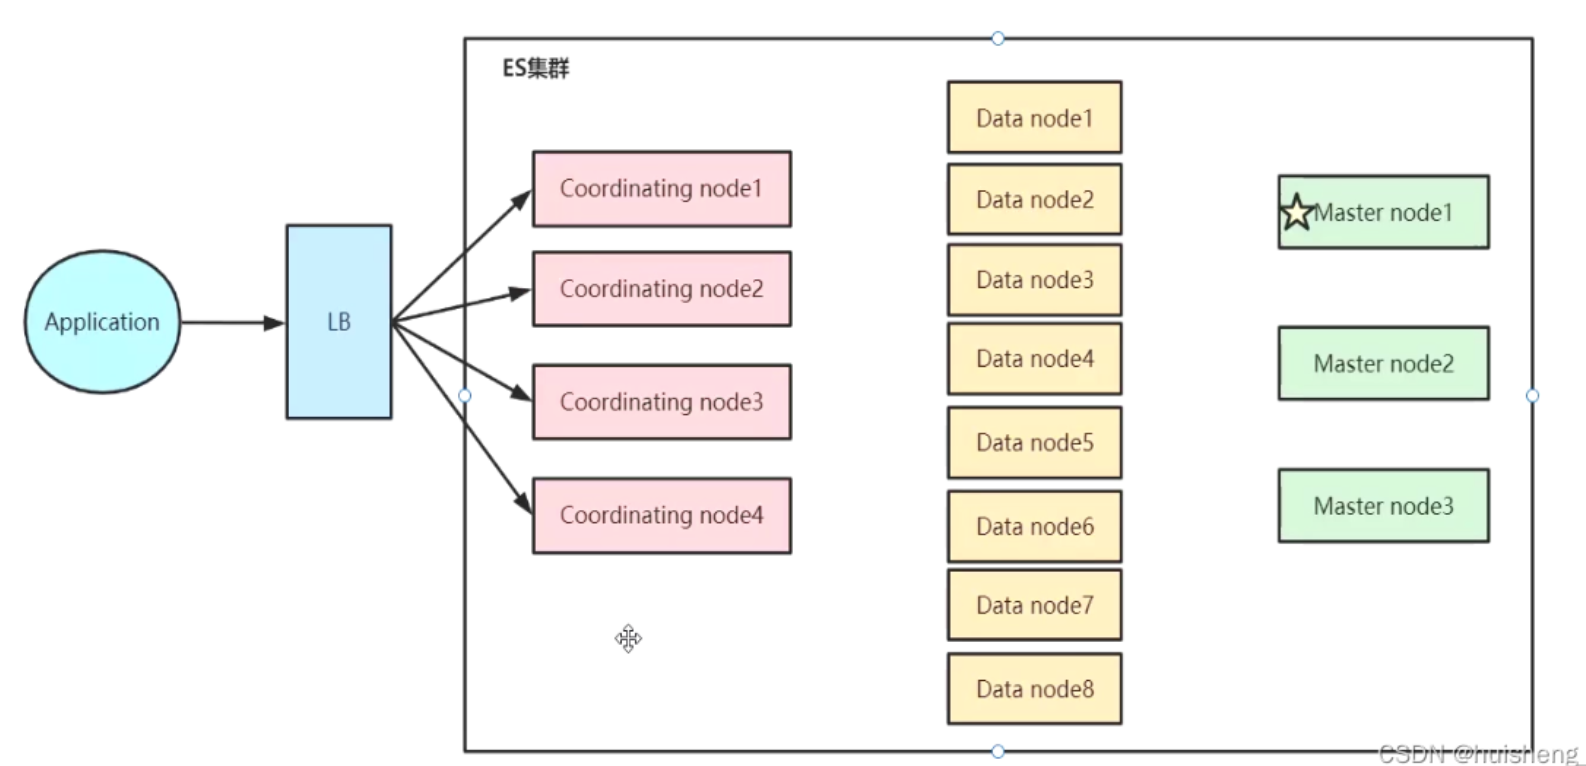 ES集群
Application
LB
Coordinating node1
Coordinating node2
Coordinating node3
Coordinating node4
Data node1
Data node2
Data node3
Data node4
Data node5
Data node6
Data node7
Data node8
Master node1
Master node2
Master node3
CSDN @huisheng_